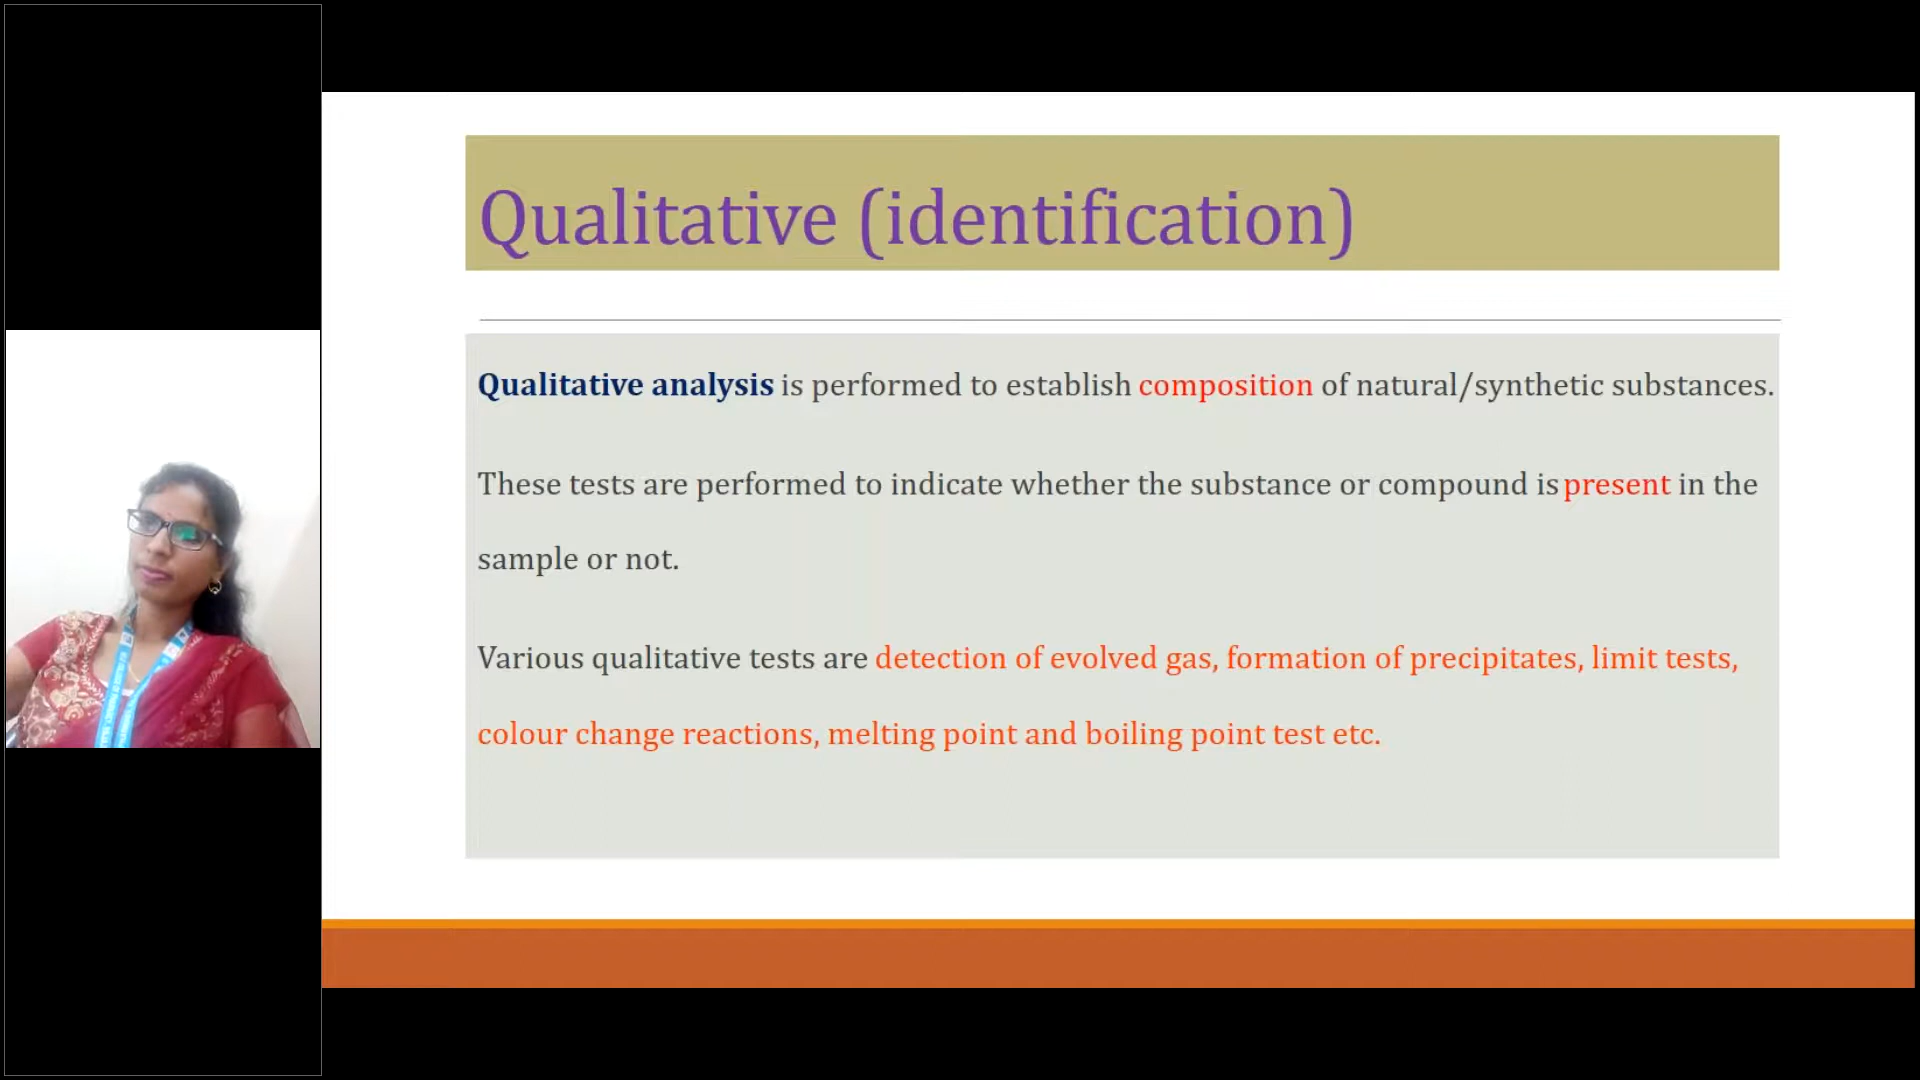 Qualitative (identification)
Qualitative analysis is performed to establish composition of natural/synthetic substances.
These tests are performed to indicate whether the substance or compound is present in the
sample or not.
Various qualitative tests are detection of evolved gas, formation of precipitates, limit tests,
colour change reactions, melting point and boiling point test etc.